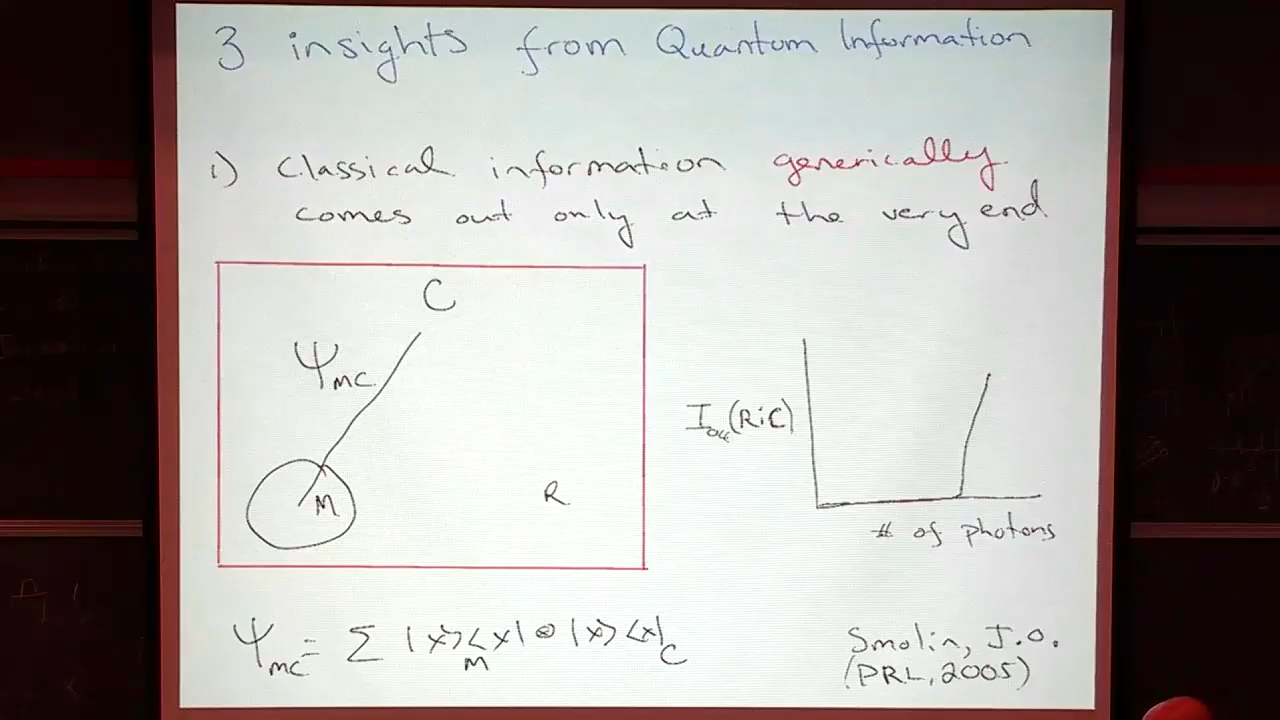 3 insights from Quantum Information
i) Classical information generically
comes out only at the very end
C
Ψ_MC
M
R
I_acc(R;C)
# of photons
Ψ_MC = Σ |x><x|_M ⊗ |x><x|_C
Smolin, J.O.
(PRL, 2005)